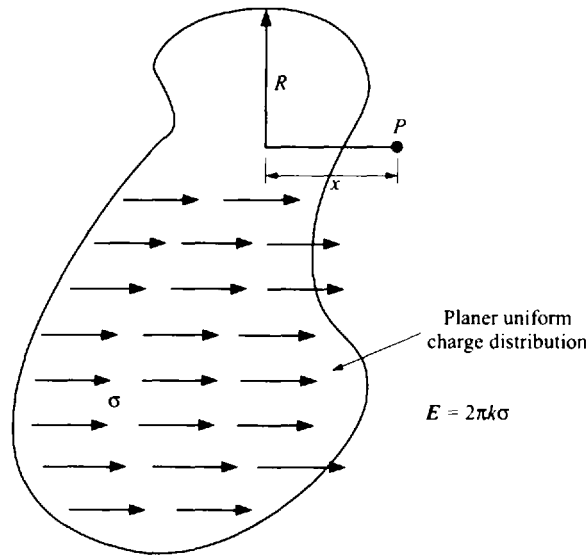 R
P
x
Planer uniform
charge distribution
σ
E = 2πkσ